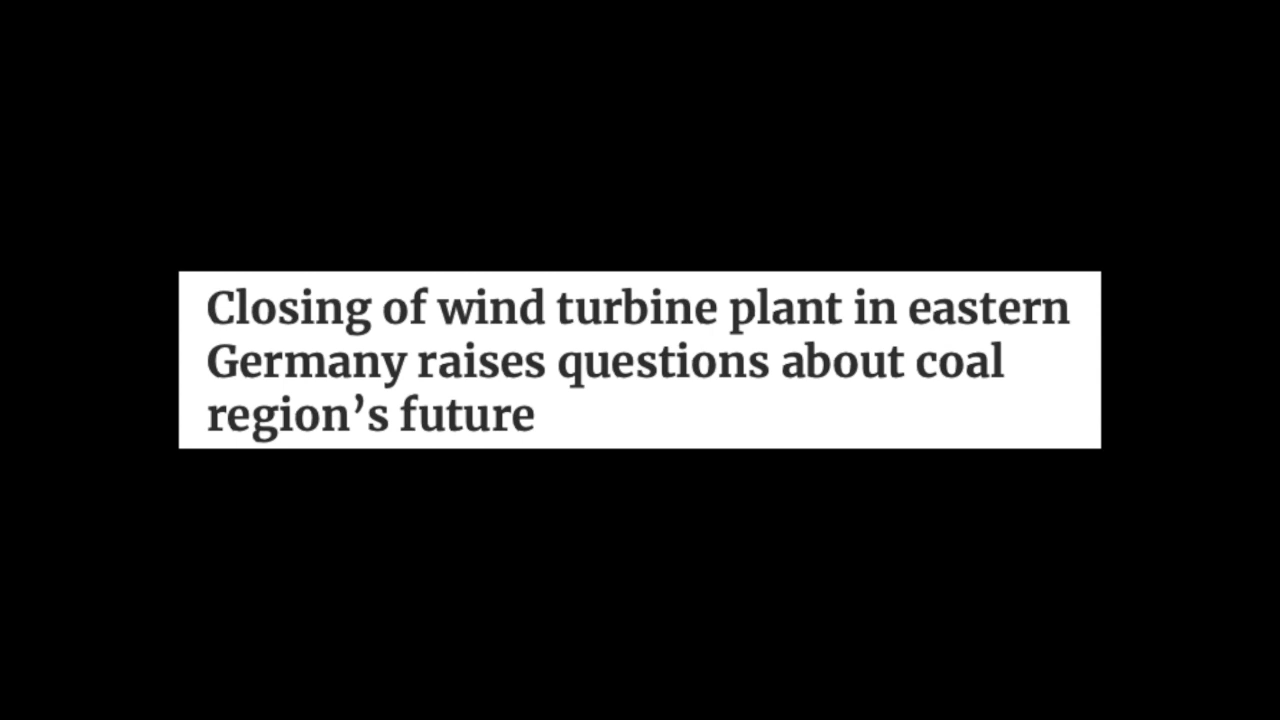 Closing of wind turbine plant in eastern
Germany raises questions about coal
region’s future